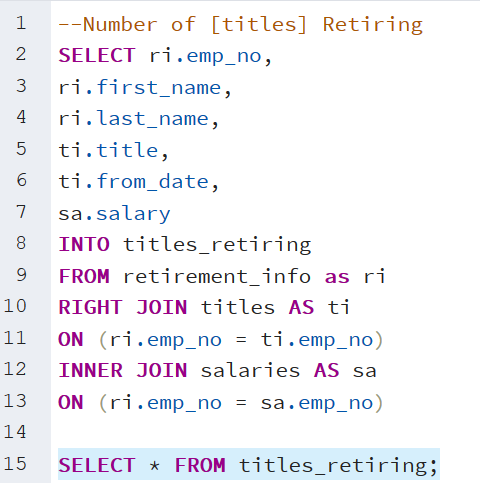 1 --Number of [titles] Retiring
2 SELECT ri.emp_no,
3 ri.first_name,
4 ri.last_name,
5 ti.title,
6 ti.from_date,
7 sa.salary
8 INTO titles_retiring
9 FROM retirement_info as ri
10 RIGHT JOIN titles AS ti
11 ON (ri.emp_no = ti.emp_no)
12 INNER JOIN salaries AS sa
13 ON (ri.emp_no = sa.emp_no)
14
15 SELECT * FROM titles_retiring;